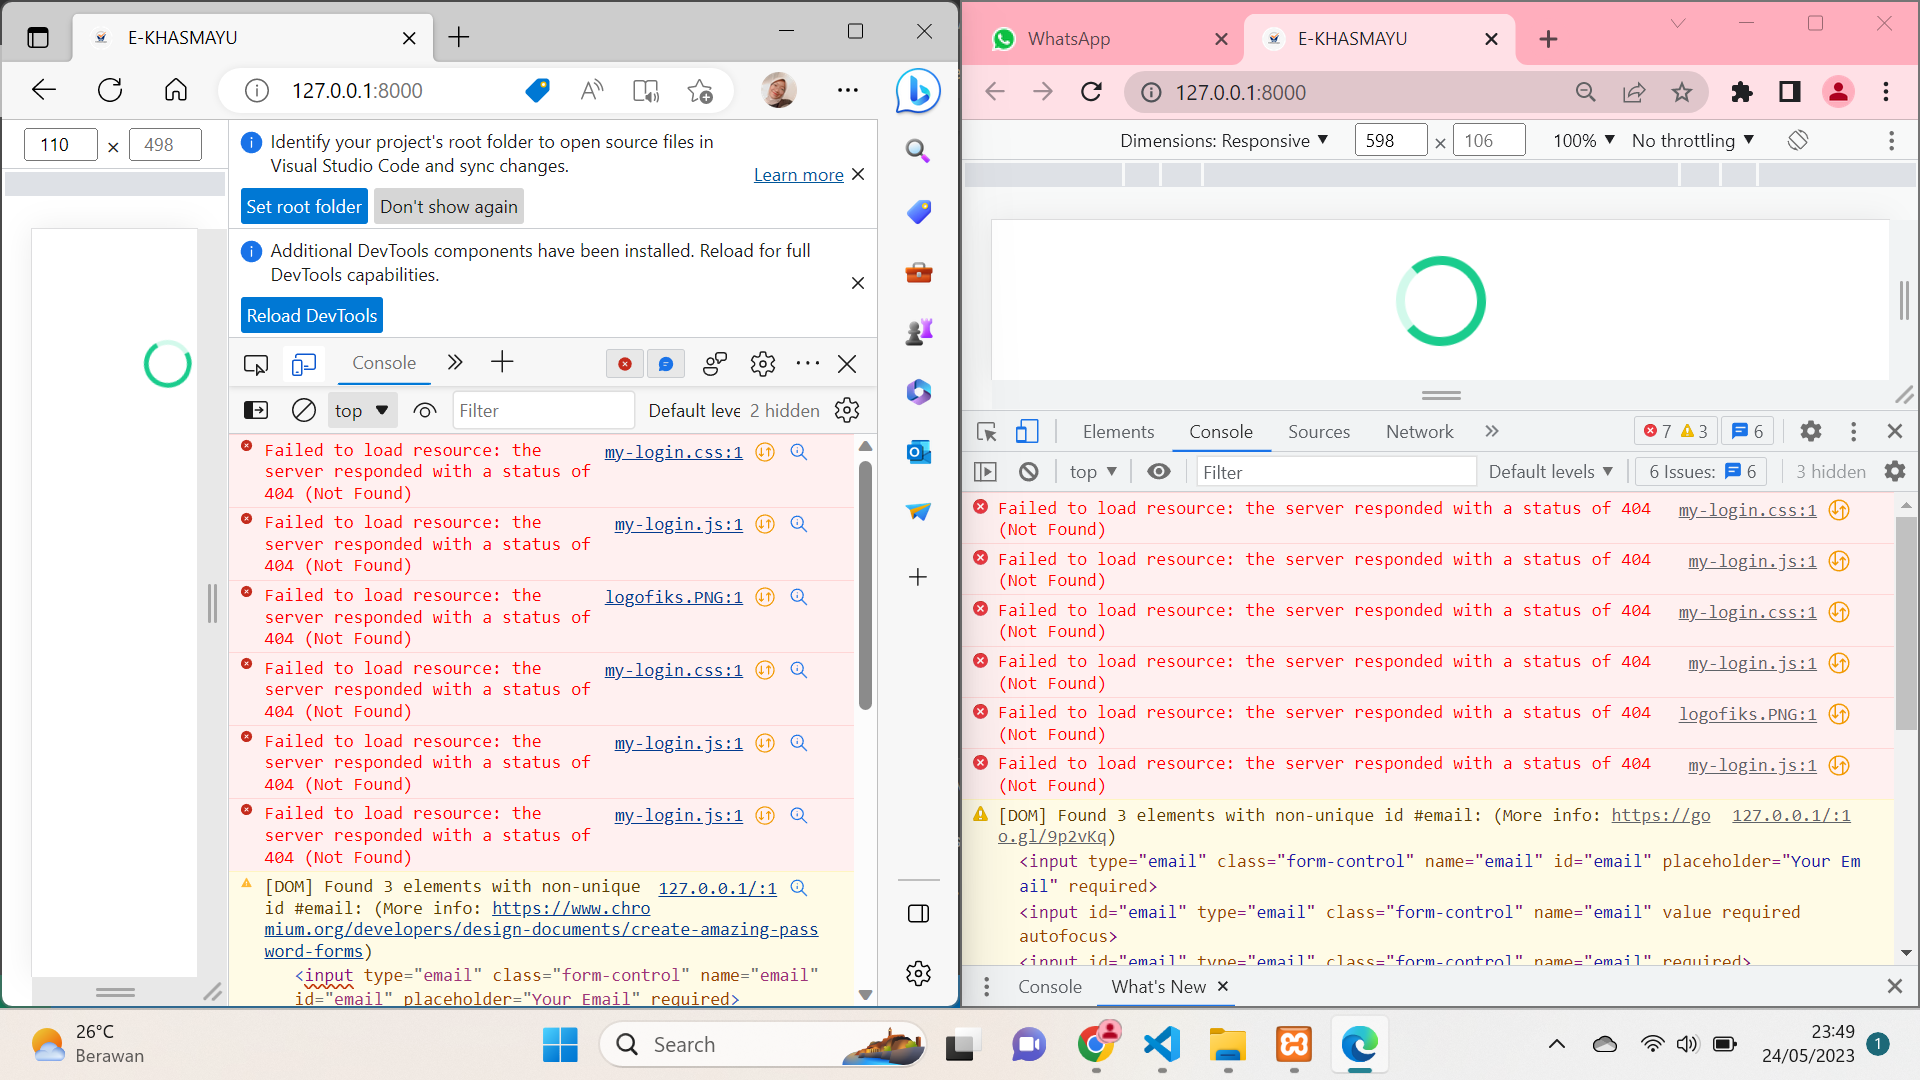 E-KHASMAYU
127.0.0.1:8000
110 × 498
Identify your project's root folder to open source files in
Visual Studio Code and sync changes.
Learn more
Set root folder
Don't show again
Additional DevTools components have been installed. Reload for full
DevTools capabilities.
Reload DevTools
Console
top
Filter
Default leve
2 hidden
Failed to load resource: the my-login.css:1
server responded with a status of
404 (Not Found)
Failed to load resource: the my-login.js:1
server responded with a status of
404 (Not Found)
Failed to load resource: the logofiks.PNG:1
server responded with a status of
404 (Not Found)
Failed to load resource: the my-login.css:1
server responded with a status of
404 (Not Found)
Failed to load resource: the my-login.js:1
server responded with a status of
404 (Not Found)
Failed to load resource: the my-login.js:1
server responded with a status of
404 (Not Found)
[DOM] Found 3 elements with non-unique 127.0.0.1/:1
id #email: (More info: https://www.chro
mium.org/developers/design-documents/create-amazing-pass
word-forms)
<input type="email" class="form-control" name="email"
id="email" placeholder="Your Email" required>
WhatsApp
E-KHASMAYU
127.0.0.1:8000
Dimensions: Responsive 598 × 106 100% No throttling
Elements Console Sources Network 7 3 6
top Filter Default levels 6 Issues: 6 3 hidden
Failed to load resource: the server responded with a status of 404 my-login.css:1
(Not Found)
Failed to load resource: the server responded with a status of 404 my-login.js:1
(Not Found)
Failed to load resource: the server responded with a status of 404 my-login.css:1
(Not Found)
Failed to load resource: the server responded with a status of 404 my-login.js:1
(Not Found)
Failed to load resource: the server responded with a status of 404 logofiks.PNG:1
(Not Found)
Failed to load resource: the server responded with a status of 404 my-login.js:1
(Not Found)
[DOM] Found 3 elements with non-unique id #email: (More info: https://go 127.0.0.1/:1
o.gl/9p2vKq)
<input type="email" class="form-control" name="email" id="email" placeholder="Your Em
ail" required>
<input id="email" type="email" class="form-control" name="email" value required
autofocus>
<input id="email" type="email" class="form-control" name="email" required>
Console What's New
26°C
Berawan
Search
23:49
24/05/2023
1